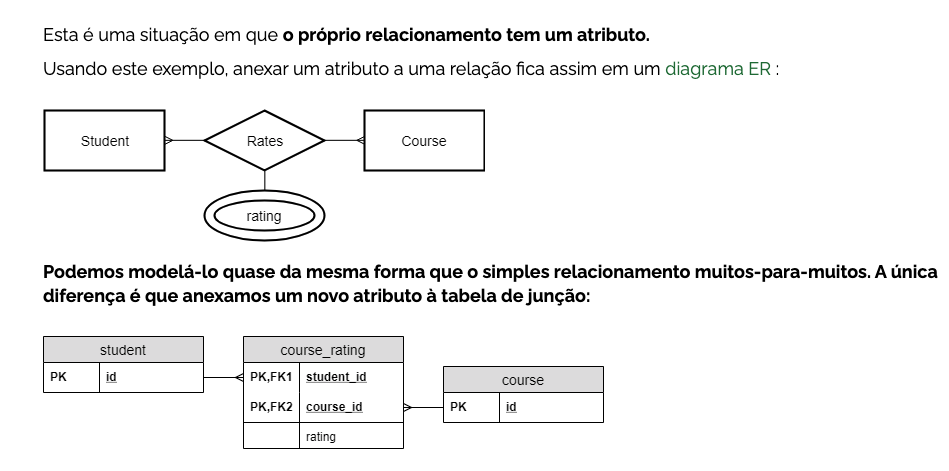 Esta é uma situação em que o próprio relacionamento tem um atributo.
Usando este exemplo, anexar um atributo a uma relação fica assim em um diagrama ER :
Student
Rates
Course
rating
Podemos modelá-lo quase da mesma forma que o simples relacionamento muitos-para-muitos. A única
diferença é que anexamos um novo atributo à tabela de junção:
student
PK id
course_rating
PK,FK1 student_id
PK,FK2 course_id
rating
course
PK id